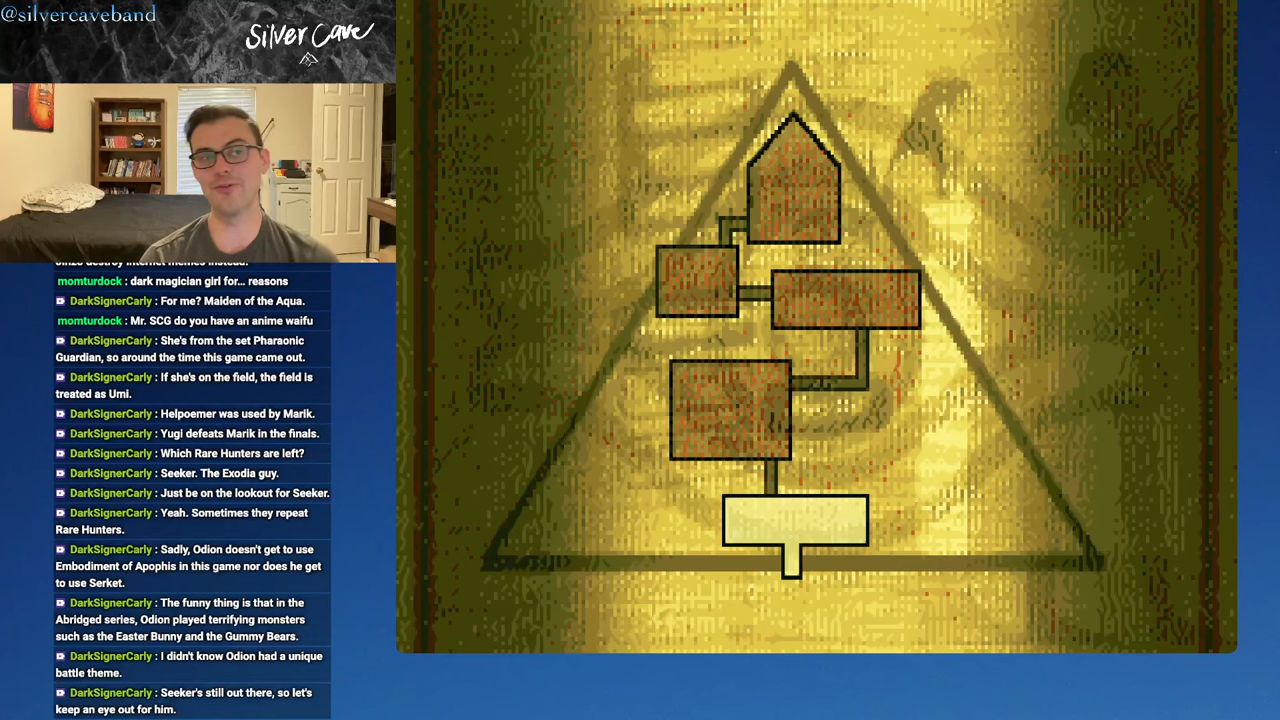 @silvercaveband
Silver Cave
momturdock : dark magician girl for... reasons
DarkSignerCarly : For me? Maiden of the Aqua.
momturdock : Mr. SCG do you have an anime waifu
DarkSignerCarly : She's from the set Pharaonic
Guardian, so around the time this game came out.
DarkSignerCarly : If she's on the field, the field is
treated as Umi.
DarkSignerCarly : Helpoemer was used by Marik.
DarkSignerCarly : Yugi defeats Marik in the finals.
DarkSignerCarly : Which Rare Hunters are left?
DarkSignerCarly : Seeker. The Exodia guy.
DarkSignerCarly : Just be on the lookout for Seeker.
DarkSignerCarly : Yeah. Sometimes they repeat
Rare Hunters.
DarkSignerCarly : Sadly, Odion doesn't get to use
Embodiment of Apophis in this game nor does he get
to use Serket.
DarkSignerCarly : The funny thing is that in the
Abridged series, Odion played terrifying monsters
such as the Easter Bunny and the Gummy Bears.
DarkSignerCarly : I didn't know Odion had a unique
battle theme.
DarkSignerCarly : Seeker's still out there, so let's
keep an eye out for him.